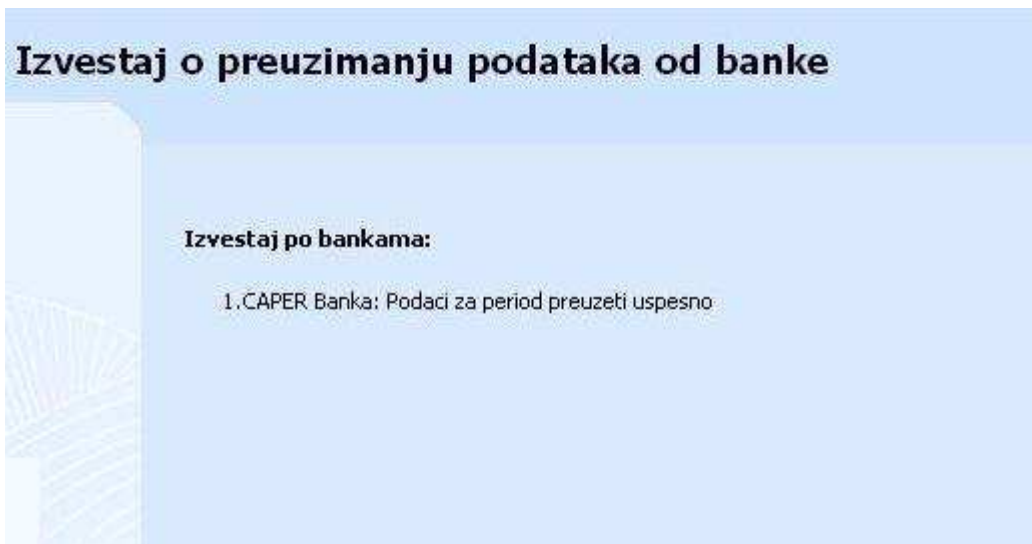 Izvestaj o preuzimanju podataka od banke
Izvestaj po bankama:
1.CAPER Banka: Podaci za period preuzeti uspesno